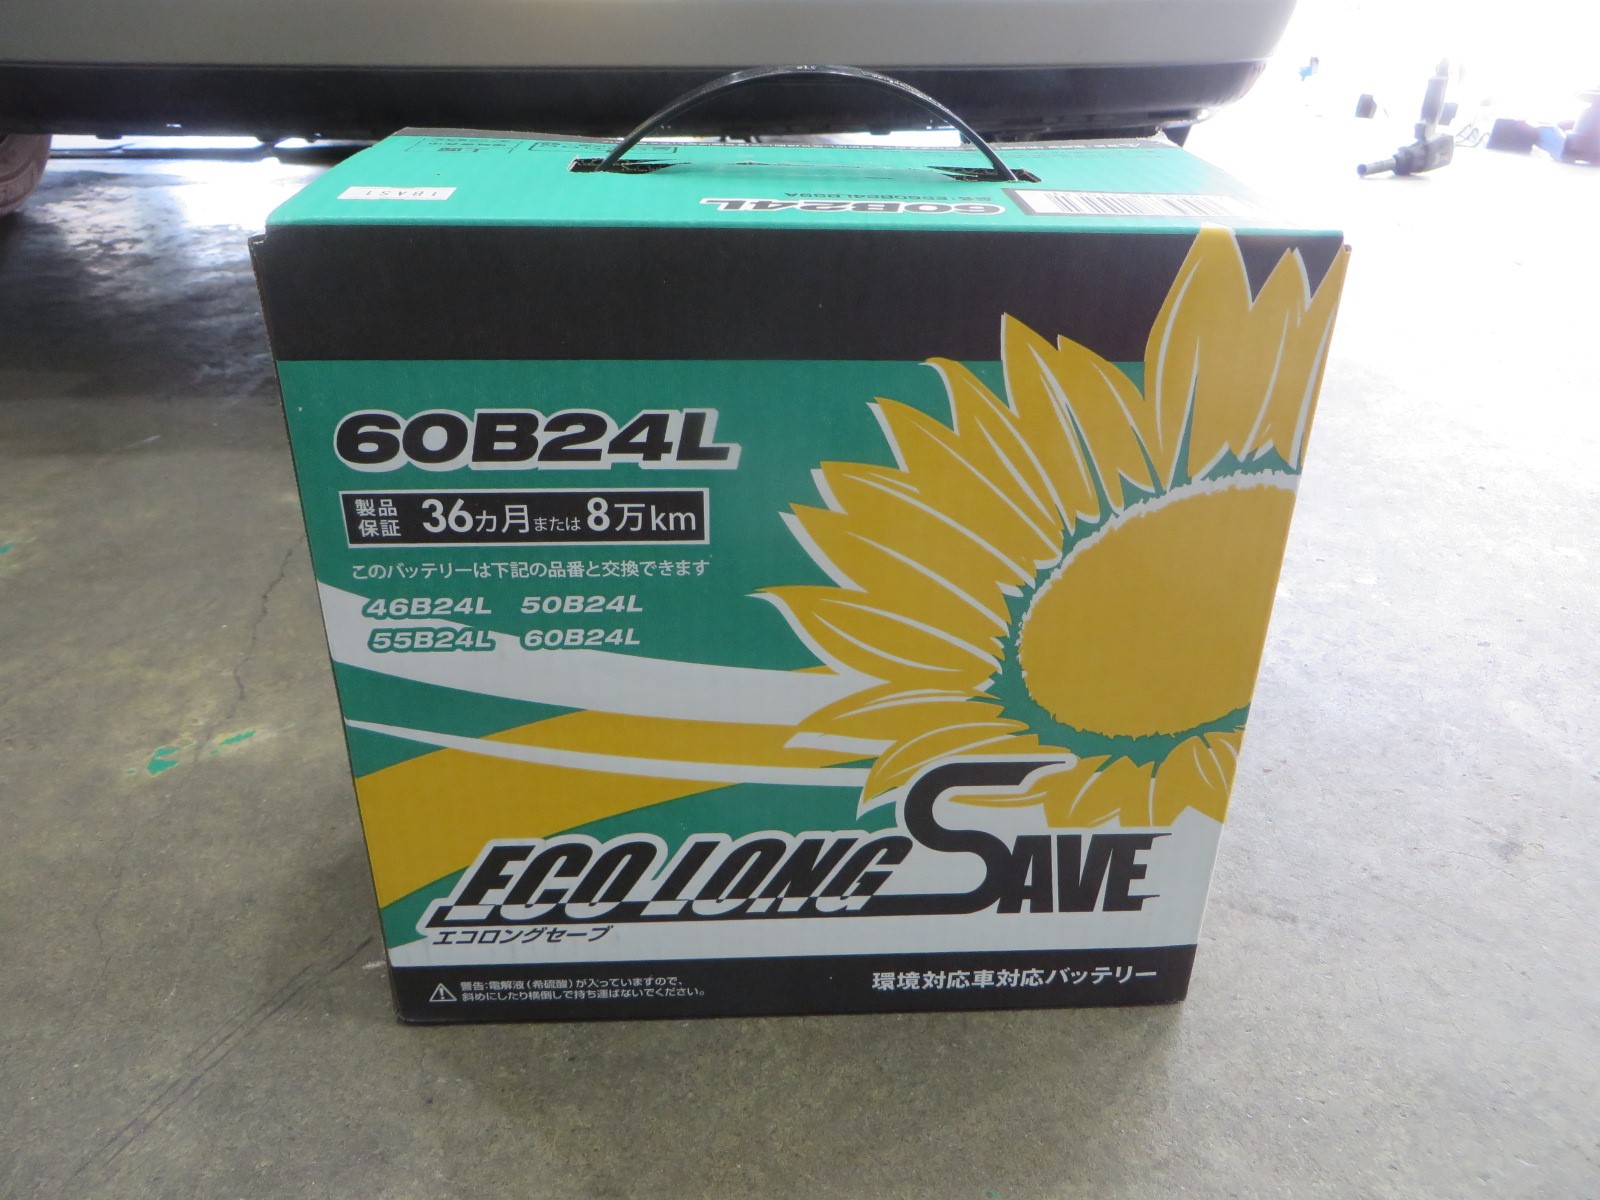 18AS1
60B24L
60B24L
製品保証 36カ月または8万km
このバッテリーは下記の品番と交換できます
46B24L 50B24L
55B24L 60B24L
ECO LONG SAVE
エコロングセーブ
警告:電解液(希硫酸)が入っていますので、
斜めにしたり横倒しで持ち運ばないでください。
環境対応車対応バッテリー